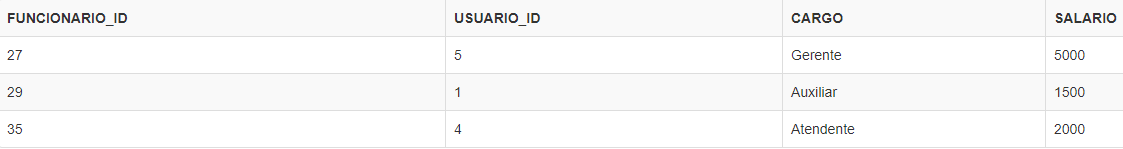 FUNCIONARIO_ID USUARIO_ID CARGO SALARIO
27 5 Gerente 5000
29 1 Auxiliar 1500
35 4 Atendente 2000